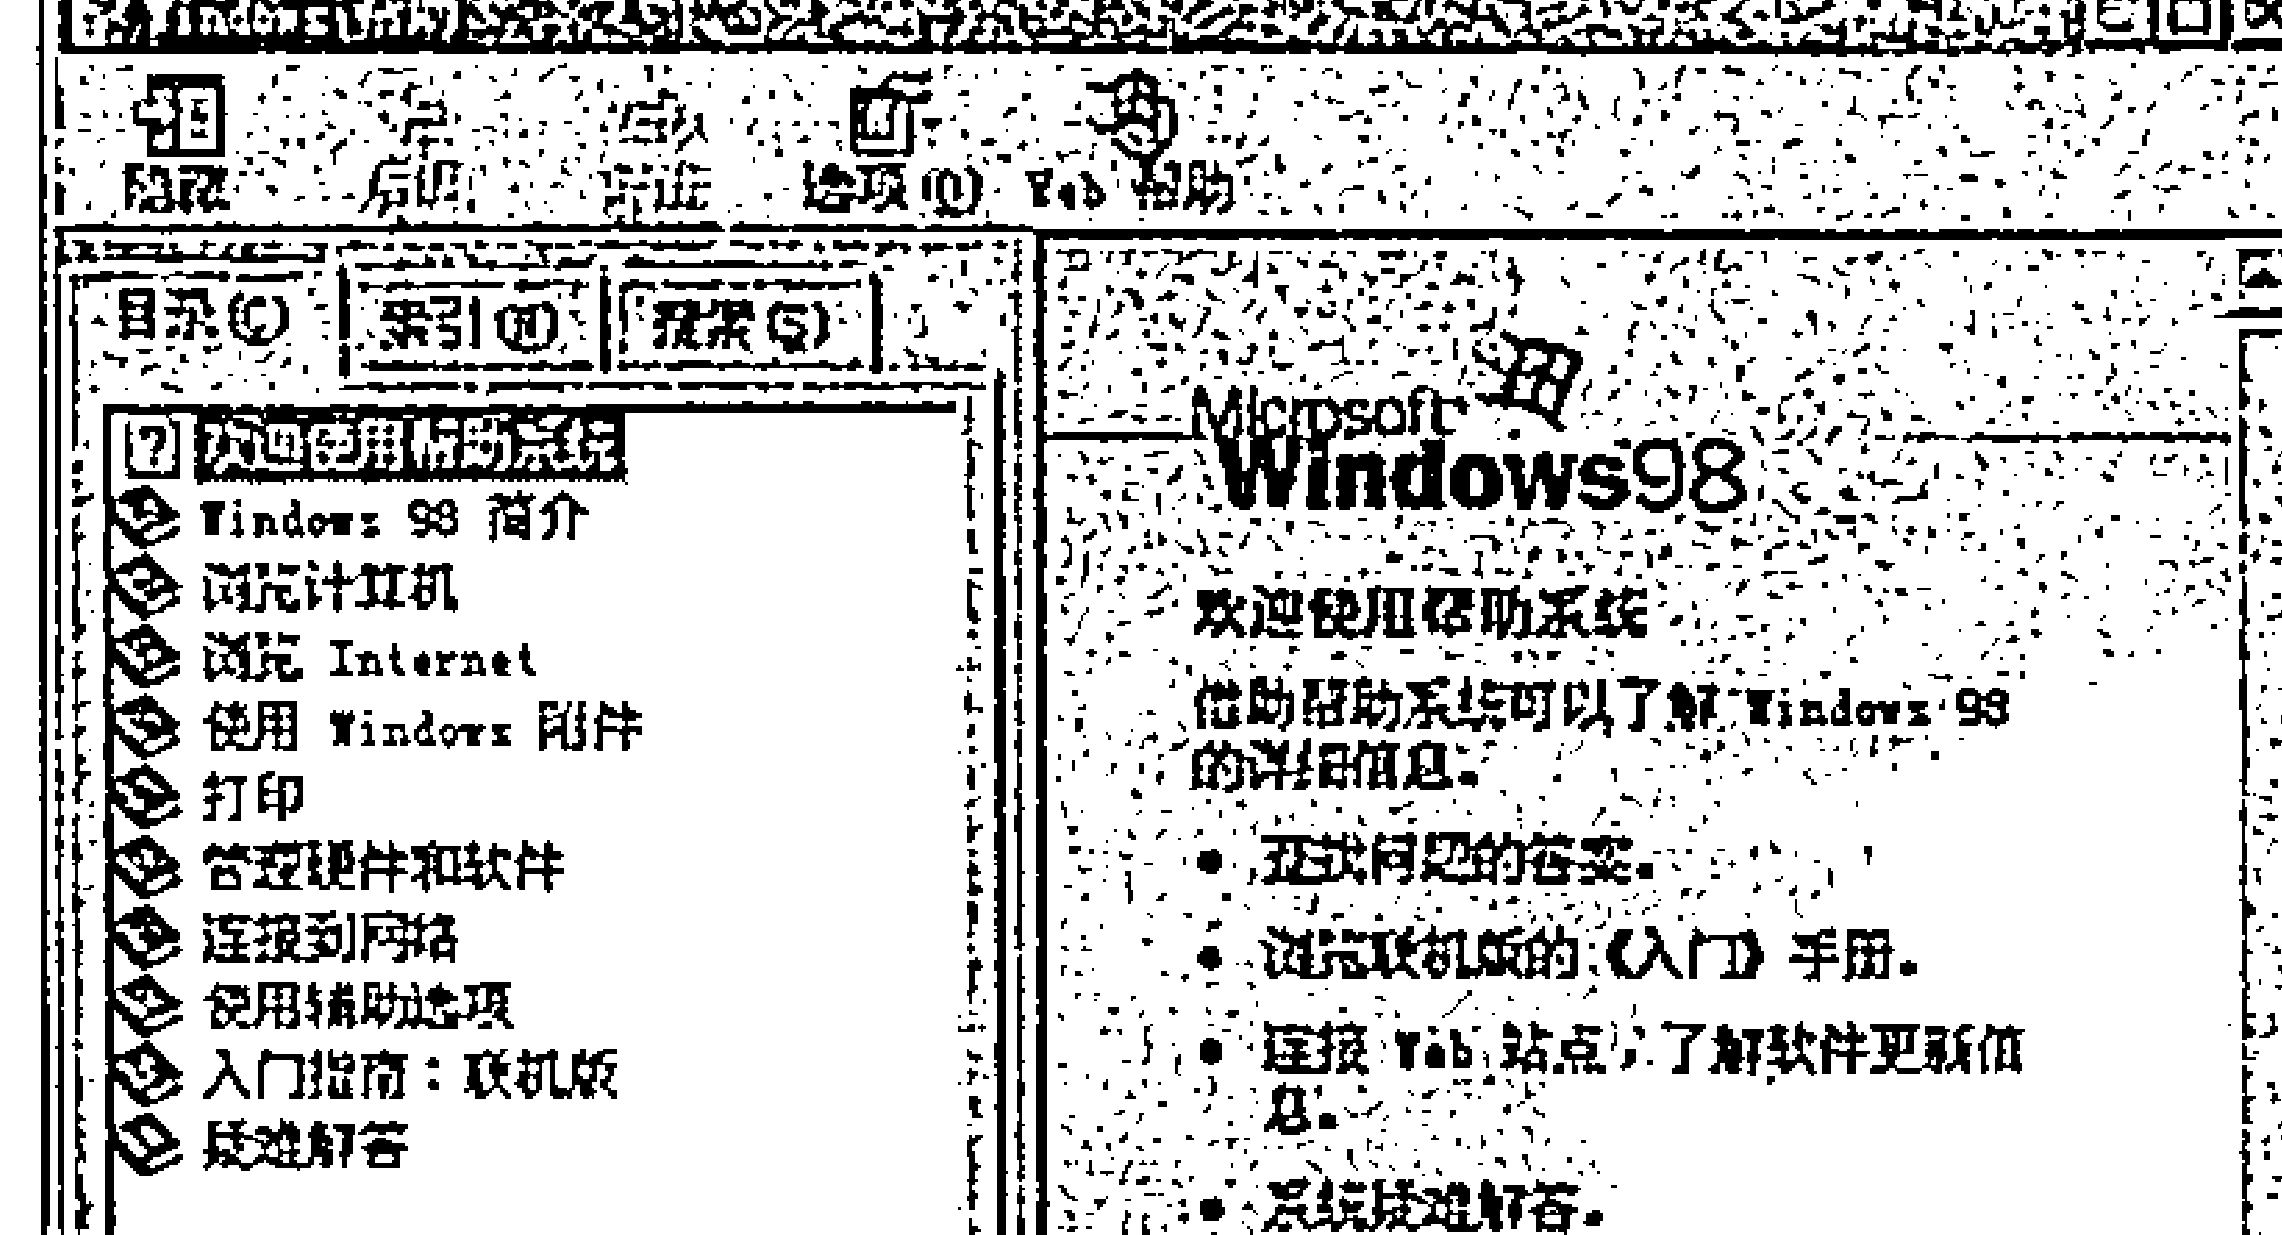 隐藏 后退 前进 选项(O) Web 帮助
目录(C) 索引(N) 搜索(S)
欢迎使用帮助系统
Windows 98 简介
浏览计算机
浏览 Internet
使用 Windows 附件
打印
管理硬件和软件
连接到网络
使用辅助选项
入门指南：联机版
疑难解答
Microsoft
Windows98
欢迎使用帮助系统
借助帮助系统可以了解 Windows 98
的详细信息。
• 查找问题的答案。
• 浏览联机版的《入门》手册。
• 连接 Web 站点，了解软件更新信
息。
• 系统疑难解答。